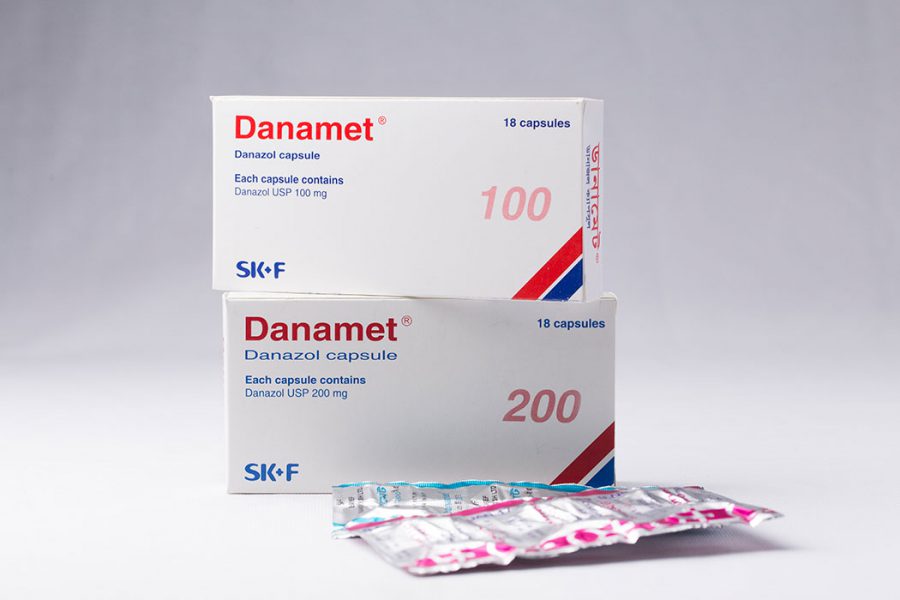 Danamet®
18 capsules
Danazol capsule
Each capsule contains
Danazol USP 100 mg
100
SK+F
ড্যানামেট
Danamet®
18 capsules
Danazol capsule
Each capsule contains
Danazol USP 200 mg
200
SK+F